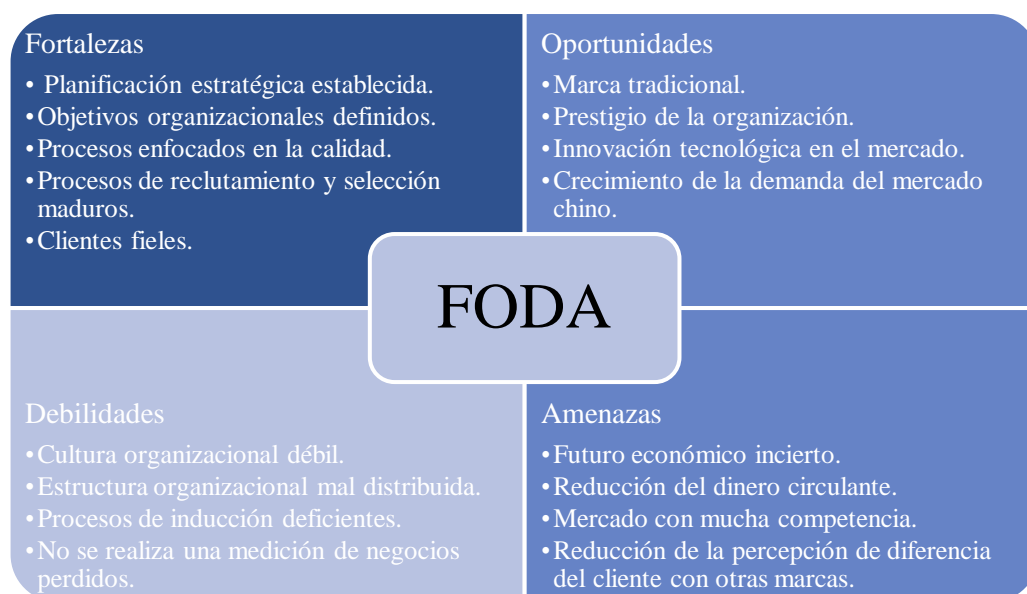 Fortalezas
• Planificación estratégica establecida.
• Objetivos organizacionales definidos.
• Procesos enfocados en la calidad.
• Procesos de reclutamiento y selección
maduros.
• Clientes fieles.
Oportunidades
• Marca tradicional.
• Prestigio de la organización.
• Innovación tecnológica en el mercado.
• Crecimiento de la demanda del mercado
chino.
FODA
Debilidades
• Cultura organizacional débil.
• Estructura organizacional mal distribuida.
• Procesos de inducción deficientes.
• No se realiza una medición de negocios
perdidos.
Amenazas
• Futuro económico incierto.
• Reducción del dinero circulante.
• Mercado con mucha competencia.
• Reducción de la percepción de diferencia
del cliente con otras marcas.